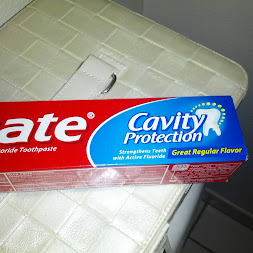 ate®
oride Toothpaste
Cavity
Protection
Strengthens Teeth
with Active Fluoride
Great Regular Flavor